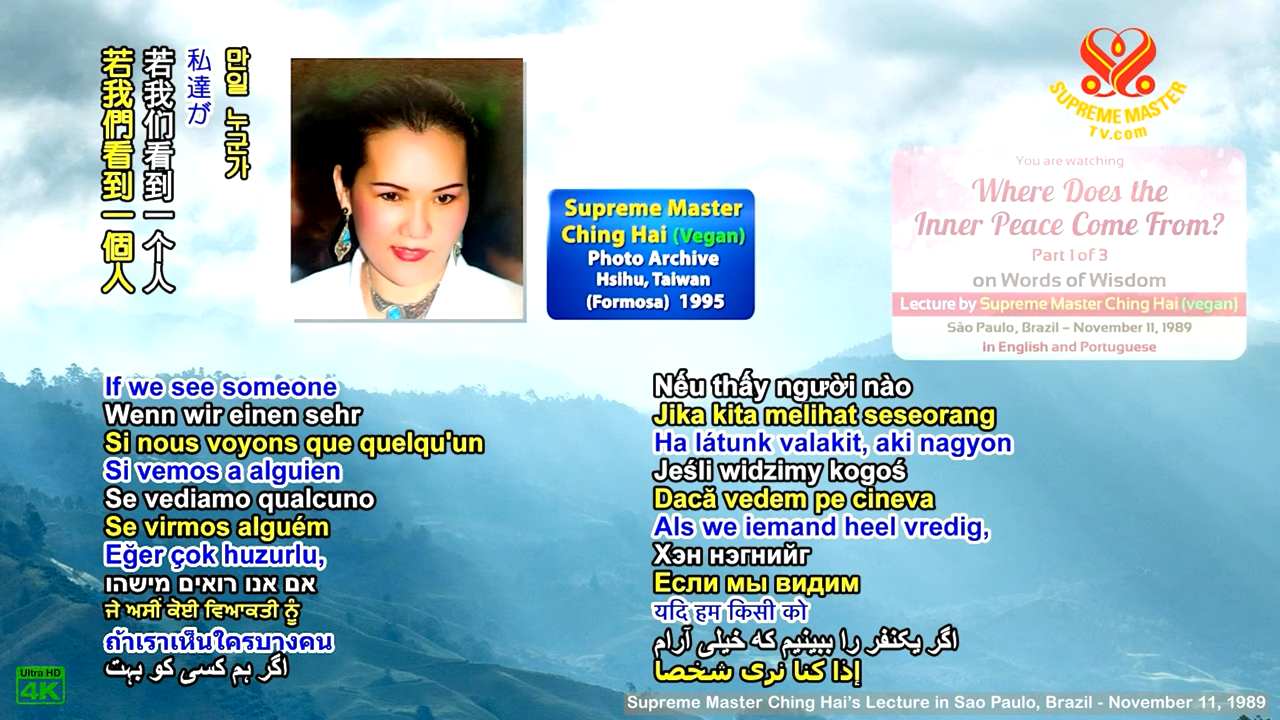 若我們看到一個人
若我们看到一个人
私達が
만일 누군가
SUPREME MASTER
TV.com
You are watching
Where Does the
Inner Peace Come From?
Part 1 of 3
on Words of Wisdom
Lecture by Supreme Master Ching Hai (vegan)
São Paulo, Brazil – November 11, 1989
In English and Portuguese
Supreme Master
Ching Hai (Vegan)
Photo Archive
Hsihu, Taiwan
(Formosa) 1995
If we see someone
Wenn wir einen sehr
Si nous voyons que quelqu'un
Si vemos a alguien
Se vediamo qualcuno
Se virmos alguém
Eğer çok huzurlu,
אם אנו רואים מישהו
ਜੇ ਅਸੀਂ ਕੋਈ ਵਿਆਕਤੀ ਨੂੰ
ถ้าเราเห็นใครบางคน
اگر ہم کسی کو بہت
Nếu thấy người nào
Jika kita melihat seseorang
Ha látunk valakit, aki nagyon
Jeśli widzimy kogoś
Dacă vedem pe cineva
Als we iemand heel vredig,
Хэн нэгнийг
Если мы видим
यदि हम किसी को
اگر یکنفر را ببینیم که خیلی آرام
إذا كنا نرى شخصا
Ultra HD
4K
Supreme Master Ching Hai’s Lecture in Sao Paulo, Brazil - November 11, 1989